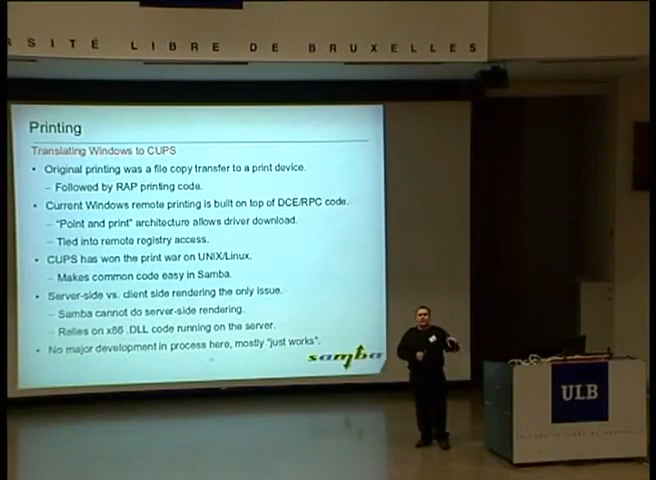 SITÉ LIBRE DE BRUXELLES
Printing
Translating Windows to CUPS
• Original printing was a file copy transfer to a print device.
– Followed by RAP printing code.
• Current Windows remote printing is built on top of DCE/RPC code.
– "Point and print" architecture allows driver download.
– Tied into remote registry access.
• CUPS has won the print war on UNIX/Linux.
– Makes common code easy in Samba.
• Server-side vs. client side rendering the only issue.
– Samba cannot do server-side rendering.
– Relies on x86 .DLL code running on the server.
• No major development in process here, mostly "just works".
samba
ULB